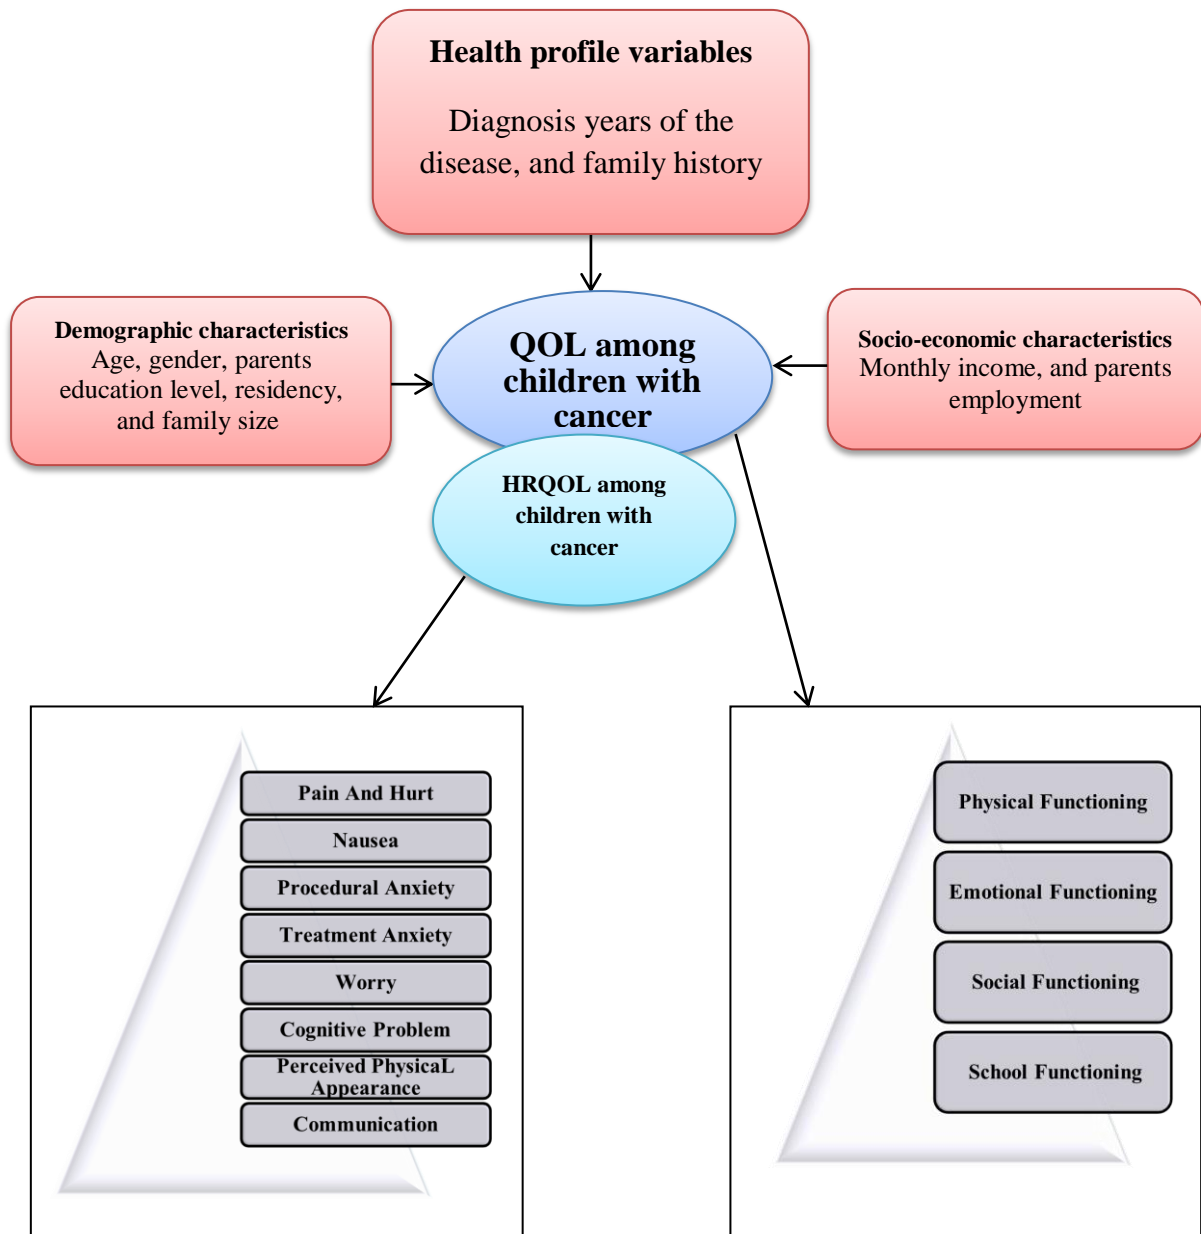 Health profile variables
Diagnosis years of the
disease, and family history
Demographic characteristics
Age, gender, parents
education level, residency,
and family size
QOL among
children with
cancer
Socio-economic characteristics
Monthly income, and parents
employment
HRQOL among
children with
cancer
Pain And Hurt
Nausea
Procedural Anxiety
Treatment Anxiety
Worry
Cognitive Problem
Perceived PhysicaL
Appearance
Communication
Physical Functioning
Emotional Functioning
Social Functioning
School Functioning